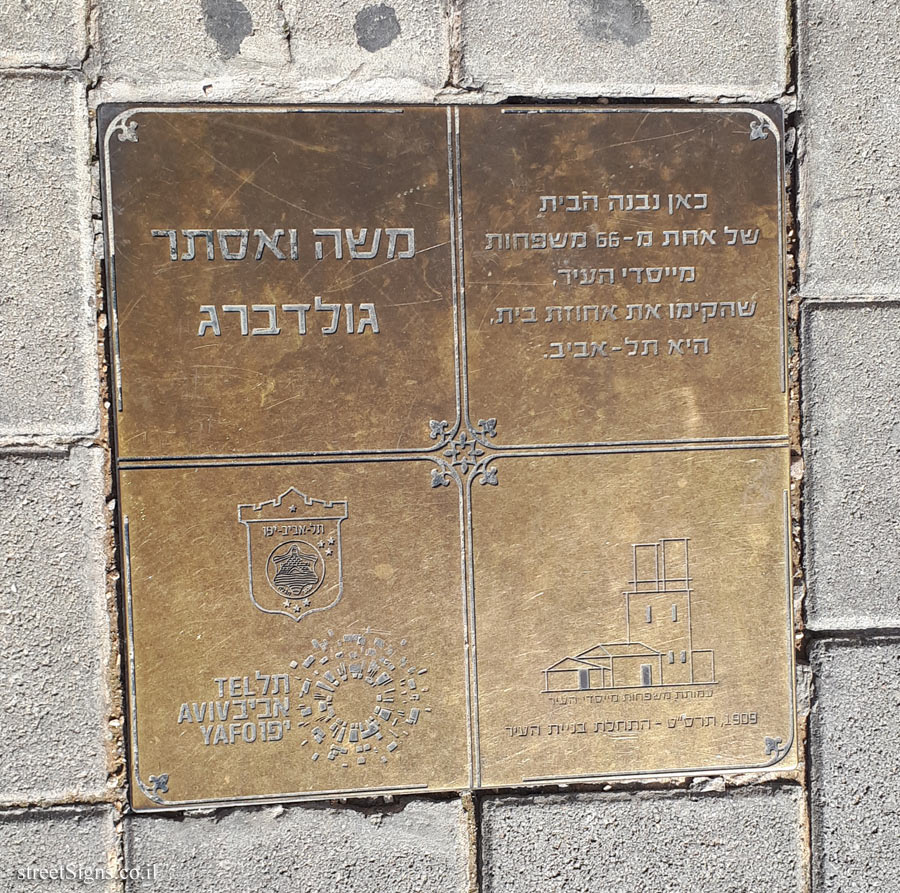 כאן נבנה הבית
של אחת מ-66 משפחות
מייסדי העיר
שהקימו את אחוזת בית,
היא תל-אביב.
משה ואסתר
גולדברג
תל-אביב-יפו
TEL תל
AVIV אביב
YAFO יפו
עמותת משפחות מייסדי העיר
1909, תרס"ט - התחלת בניית העיר
streetSigns.co.il